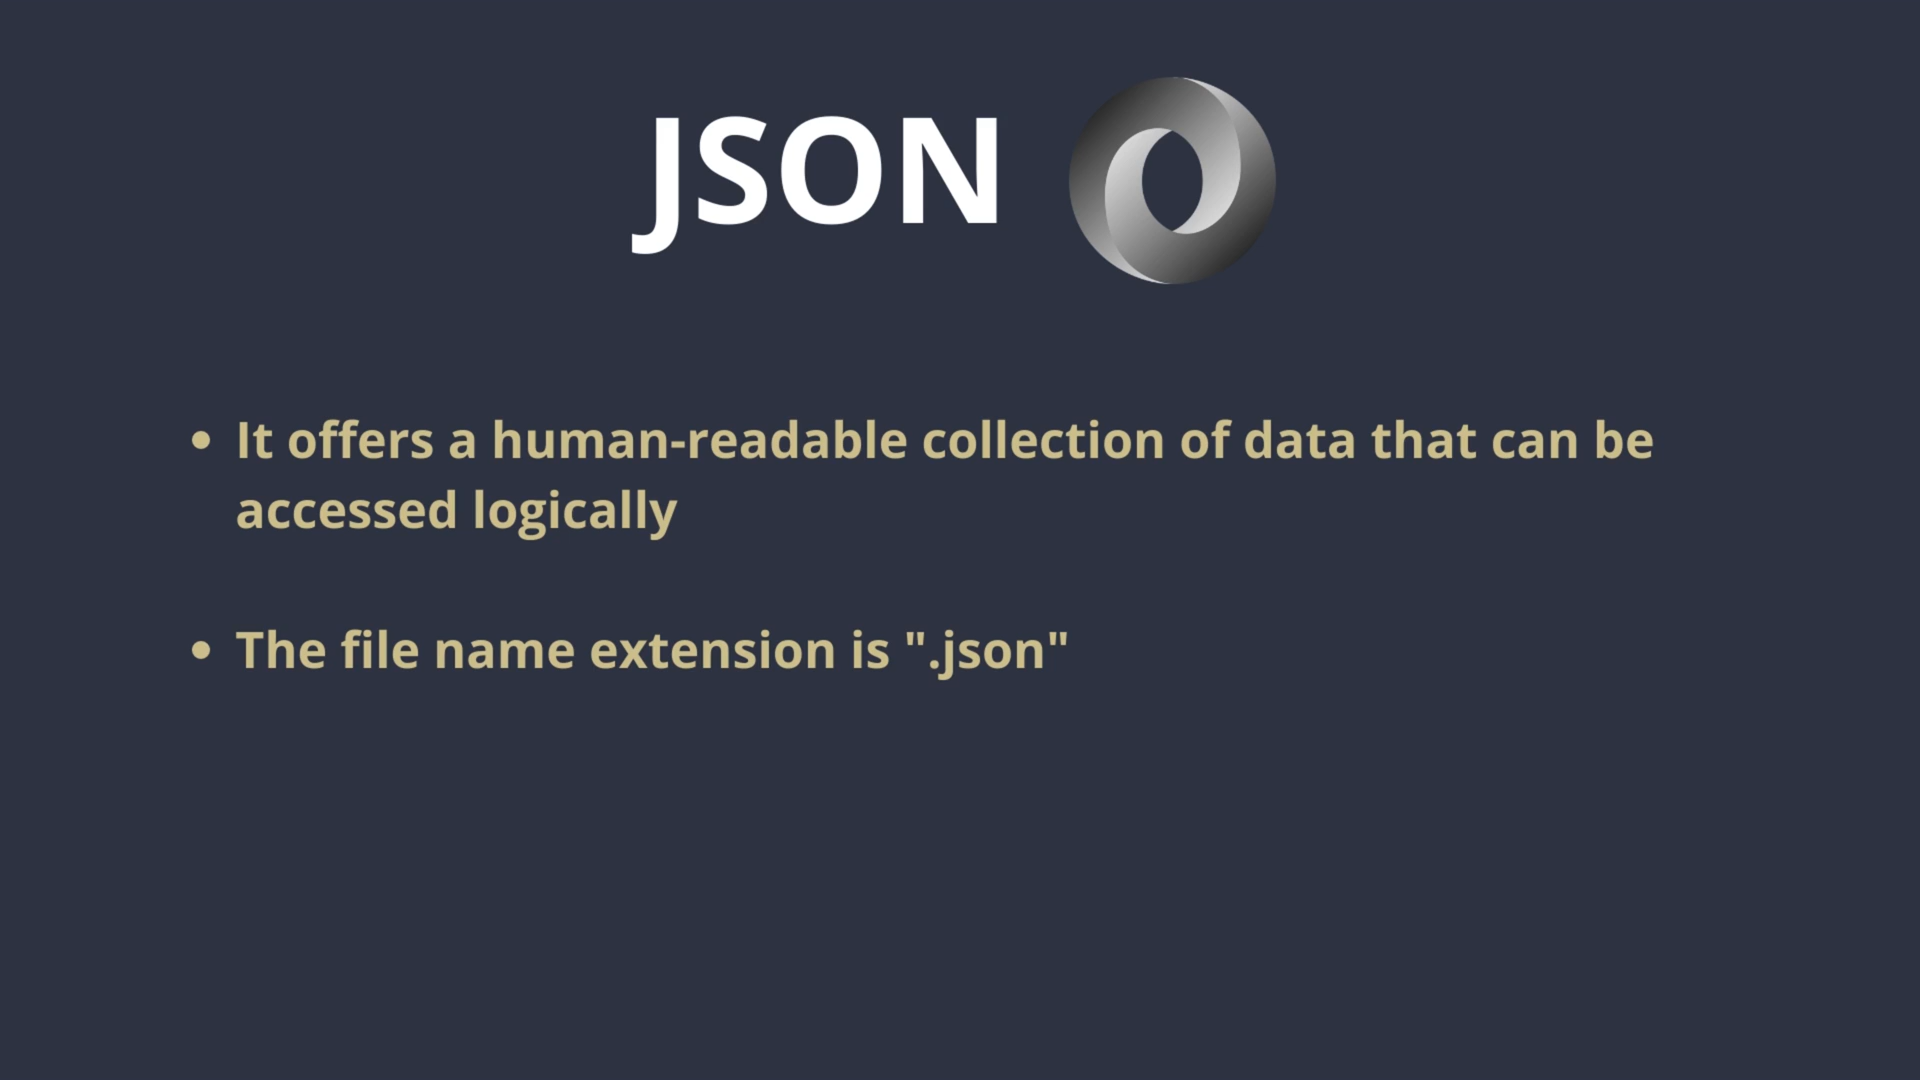 JSON
• It offers a human-readable collection of data that can be
accessed logically
• The file name extension is ".json"